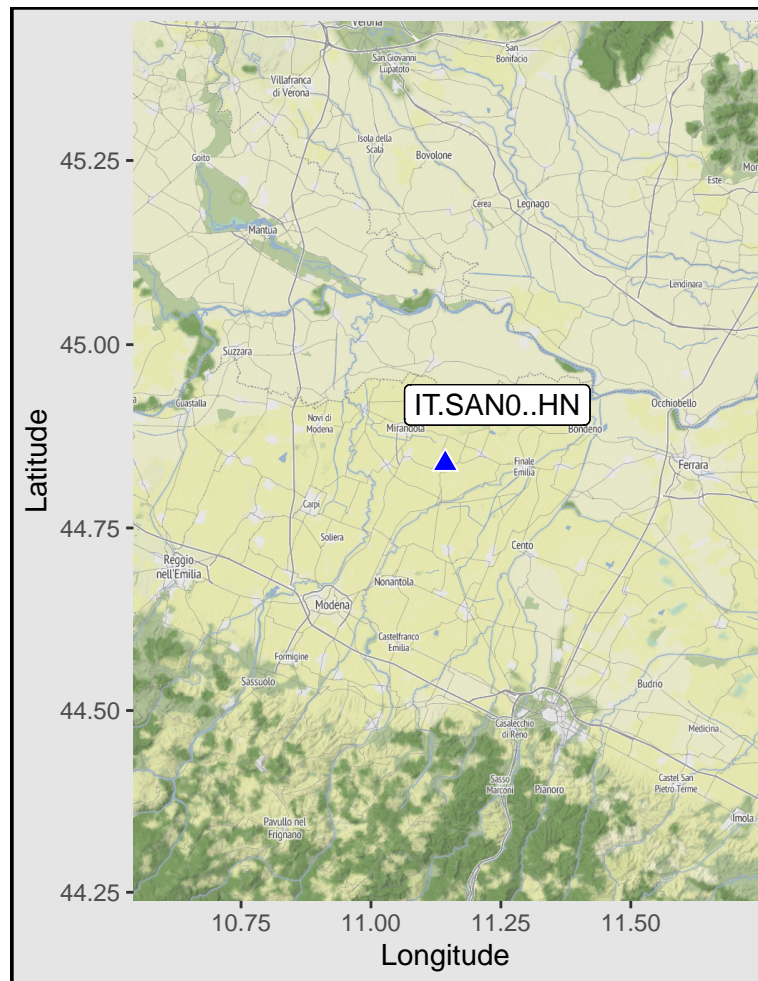 Verona
San Giovanni
Lupatoto
San
Bonifacio
Villafranca
di Verona
Isola della
Scala
Bovolone
Goito
Este
Cerea
Legnago
Mantua
Lendinara
Suzzara
Guastalla
Novi di
Modena
IT.SAN0..HN
Mirandola
Bondeno
Occhiobello
Finale
Emilia
Ferrara
Carpi
Soliera
Cento
Reggio
nell'Emilia
Nonantola
Modena
Castelfranco
Emilia
Formigine
Sassuolo
Budrio
Casalecchio
di Reno
Medicina
Sasso
Marconi
Pianoro
Castel San
Pietro Terme
Pavullo nel
Frignano
Imola
45.25
45.00
44.75
44.50
44.25
Latitude
10.75 11.00 11.25 11.50
Longitude